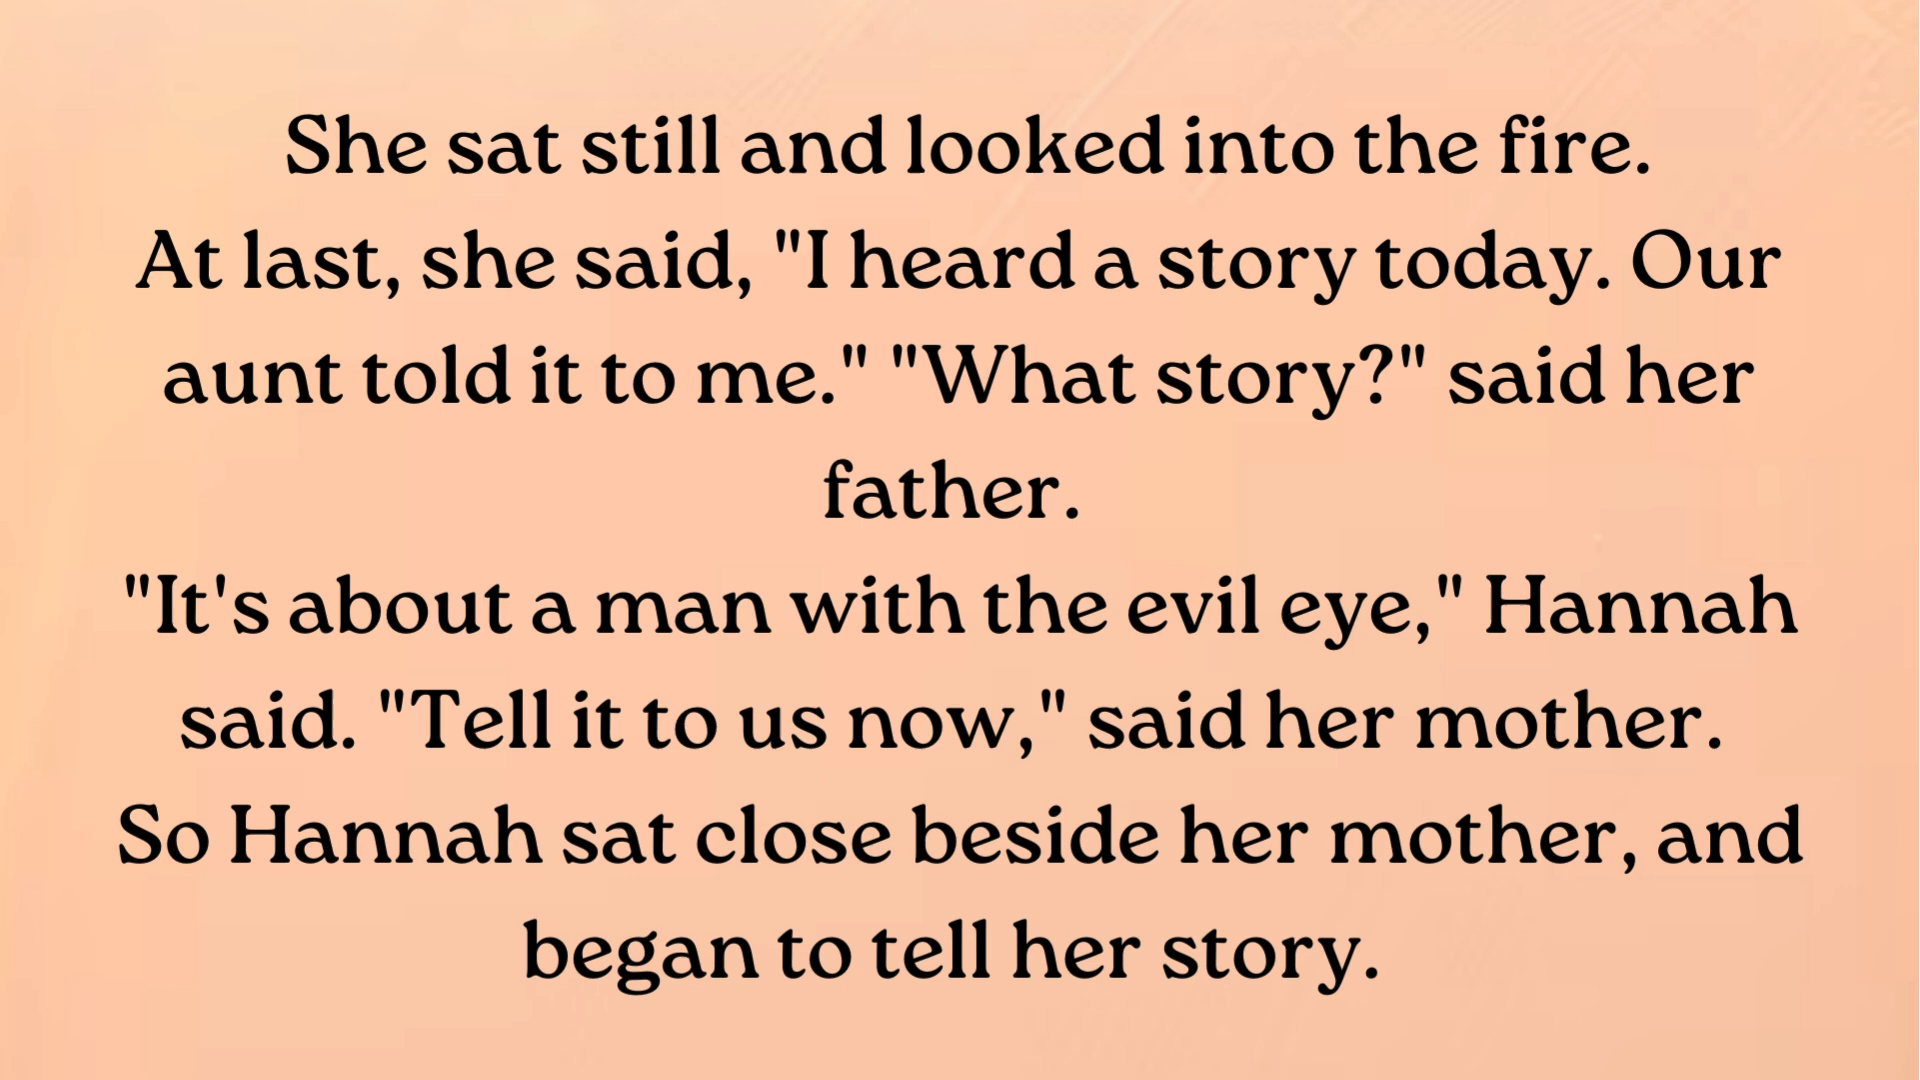 She sat still and looked into the fire.
At last, she said, "I heard a story today. Our
aunt told it to me." "What story?" said her
father.
"It's about a man with the evil eye," Hannah
said. "Tell it to us now," said her mother.
So Hannah sat close beside her mother, and
began to tell her story.